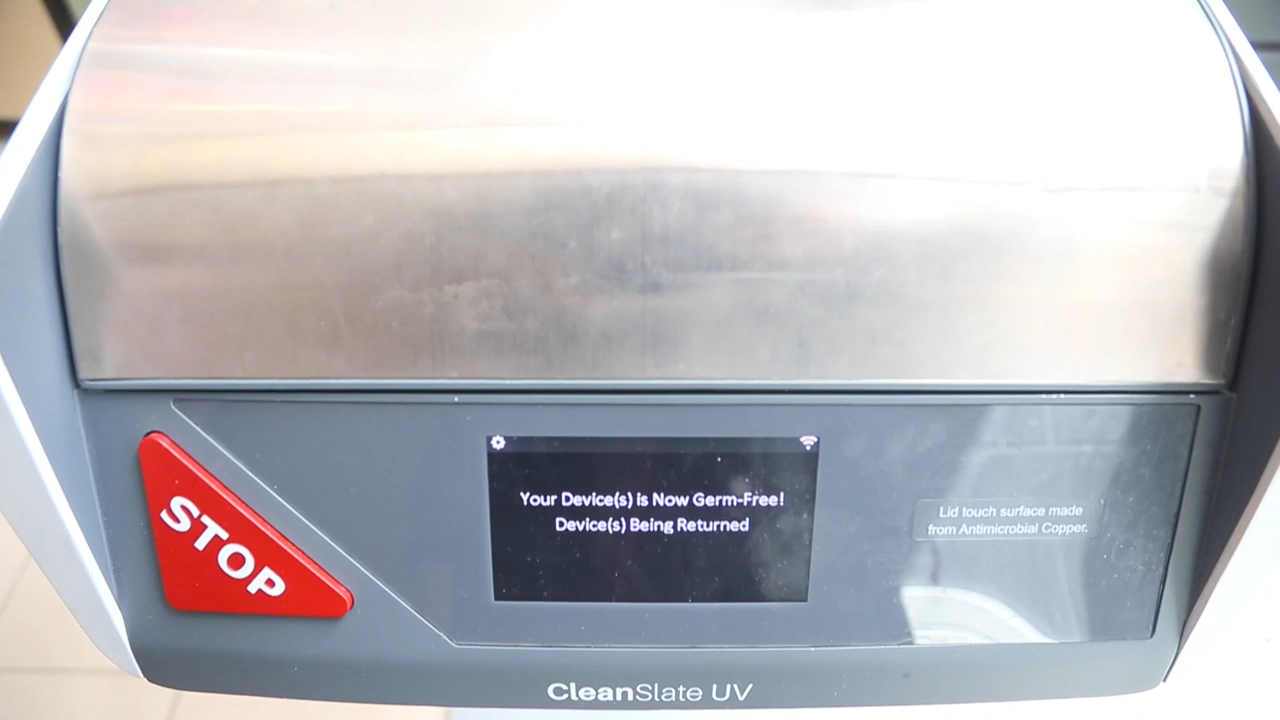 STOP
Your Device(s) is Now Germ-Free!
Device(s) Being Returned
Lid touch surface made
from Antimicrobial Copper.
CleanSlate UV